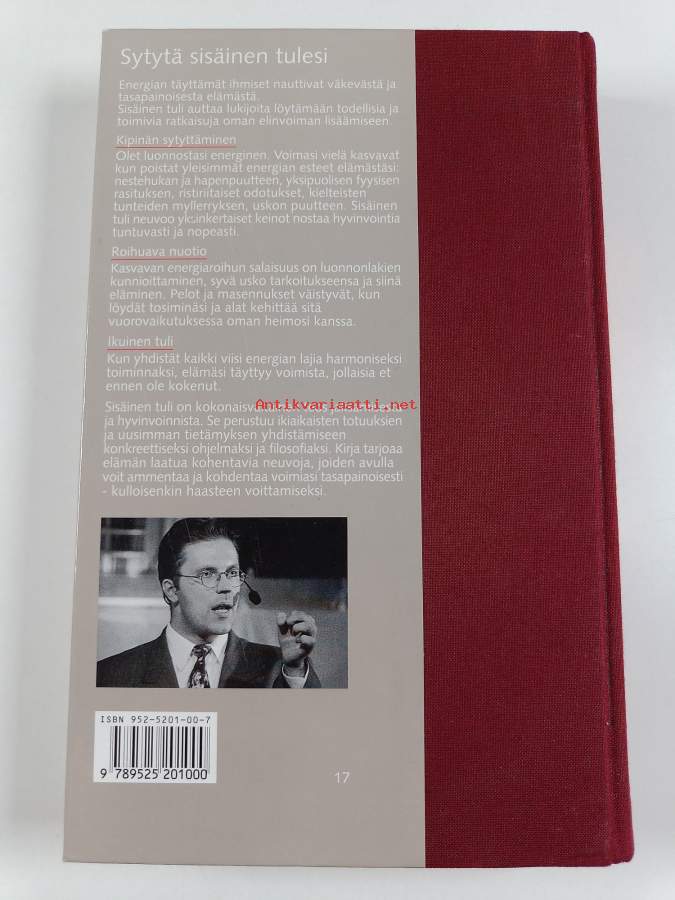 Sytytä sisäinen tulesi
Energian täyttämät ihmiset nauttivat väkevästä ja
tasapainoisesta elämästä.
Sisäinen tuli auttaa lukijoita löytämään todellisia ja
toimivia ratkaisuja oman elinvoiman lisäämiseen.
Kipinän sytyttäminen
Olet luonnostasi energinen. Voimasi vielä kasvavat
kun poistat yleisimmät energian esteet elämästäsi:
nestehukan ja hapenpuutteen, yksipuolisen fyysisen
rasituksen, ristiriitaiset odotukset, kielteisten
tunteiden myllerryksen, uskon puutteen. Sisäinen
tuli neuvoo yksinkertaiset keinot nostaa hyvinvointia
tuntuvasti ja nopeasti.
Roihuava nuotio
Kasvavan energiaroihun salaisuus on luonnonlakien
kunnioittaminen, syvä usko tarkoitukseensa ja siinä
eläminen. Pelot ja masennukset väistyvät, kun
löydät tosiminäsi ja alat kehittää sitä
vuorovaikutuksessa oman heimosi kanssa.
Ikuinen tuli
Kun yhdistät kaikki viisi energian lajia harmoniseksi
toiminnaksi, elämäsi täyttyy voimista, jollaisia et
ennen ole kokenut.
Antikvariaatti.net
Sisäinen tuli on
ja hyvinvoinnista. Se perustuu ikiaikaisten totuuksien
ja uusimman tietämyksen yhdistämiseen
konkreettiseksi ohjelmaksi ja filosofiaksi. Kirja tarjoaa
elämän laatua kohentavia neuvoja, joiden avulla
voit ammentaa ja kohdentaa voimiasi tasapainoisesti
- kulloisenkin haasteen voittamiseksi.
ISBN 952-5201-00-7
9 789525 201000
17